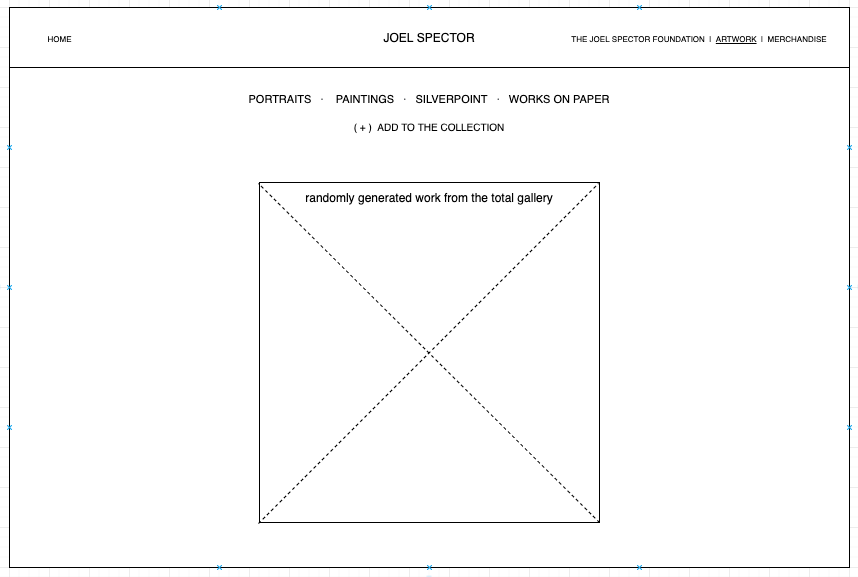 HOME
JOEL SPECTOR
THE JOEL SPECTOR FOUNDATION | ARTWORK | MERCHANDISE
PORTRAITS · PAINTINGS · SILVERPOINT · WORKS ON PAPER
( + ) ADD TO THE COLLECTION
randomly generated work from the total gallery